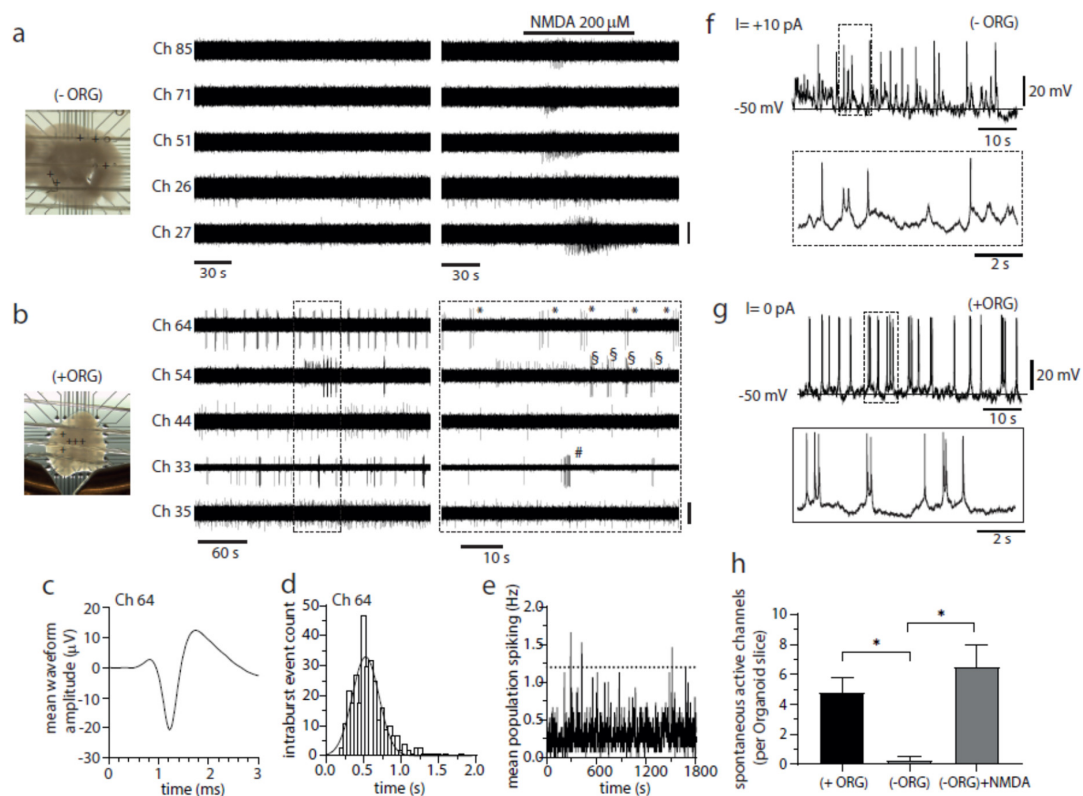 a
NMDA 200 µM
(- ORG)
Ch 85
Ch 71
Ch 51
Ch 26
Ch 27
30 s
30 s
b
(+ORG)
Ch 64
* * * * *
Ch 54
§ § § §
Ch 44
Ch 33
#
Ch 35
60 s
10 s
c
Ch 64
mean waveform
amplitude (µV)
20
10
0
-10
-20
-30
0 1 2 3
time (ms)
d
Ch 64
intraburst event count
50
40
30
20
10
0
0.0 0.5 1.0 1.5 2.0
time (s)
e
mean population spiking (Hz)
2.0
1.5
1.0
0.5
0.0
0 600 1200 1800
time (s)
f
I= +10 pA
(- ORG)
-50 mV
20 mV
10 s
2 s
g
I= 0 pA
(+ORG)
-50 mV
20 mV
10 s
2 s
h
spontaneous active channels
(per Organoid slice)
10
8
6
4
2
0
*
*
(+ ORG) (-ORG) (-ORG)+NMDA